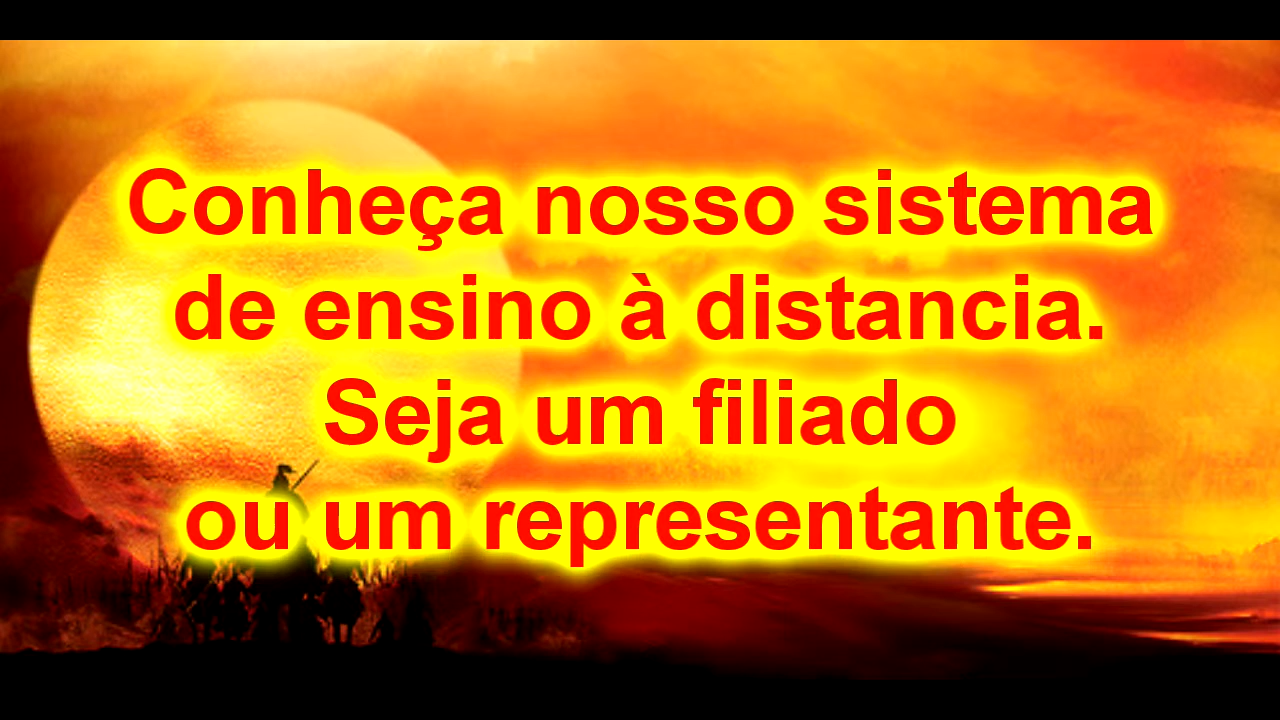 Conheça nosso sistema
de ensino à distancia.
Seja um filiado
ou um representante.